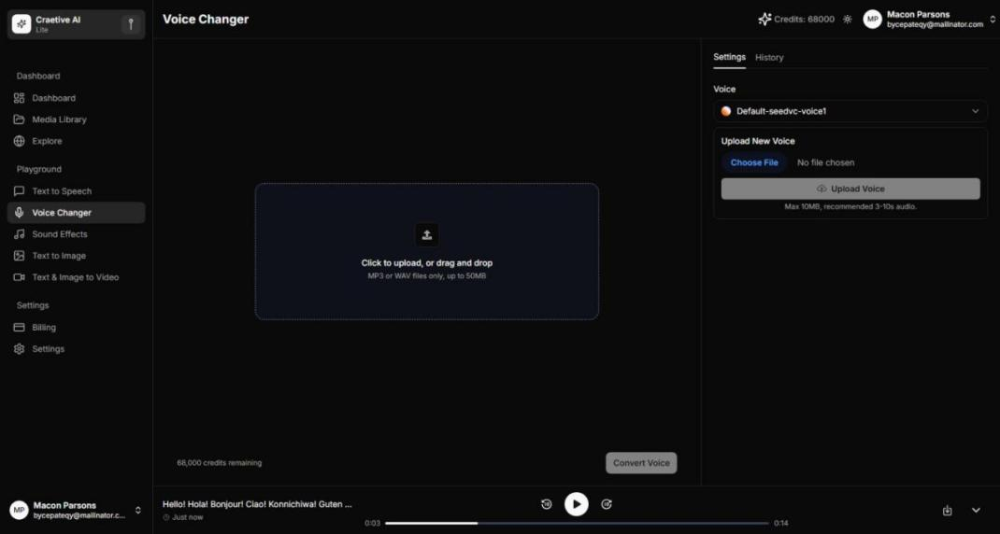 Craetive AI
Lite
Dashboard
Dashboard
Media Library
Explore
Playground
Text to Speech
Voice Changer
Sound Effects
Text to Image
Text & Image to Video
Settings
Billing
Settings
MP
Macon Parsons
bycepateqy@mailinator.c...
Voice Changer
Credits: 68000
MP
Macon Parsons
bycepateqy@mailinator.com
Click to upload, or drag and drop
MP3 or WAV files only, up to 50MB
68,000 credits remaining
Convert Voice
Settings
History
Voice
Default-seedvc-voice1
Upload New Voice
Choose File
No file chosen
Upload Voice
Max 10MB, recommended 3-10s audio.
Hello! Hola! Bonjour! Ciao! Konnichiwa! Guten ...
Just now
10
10
0:03
0:14